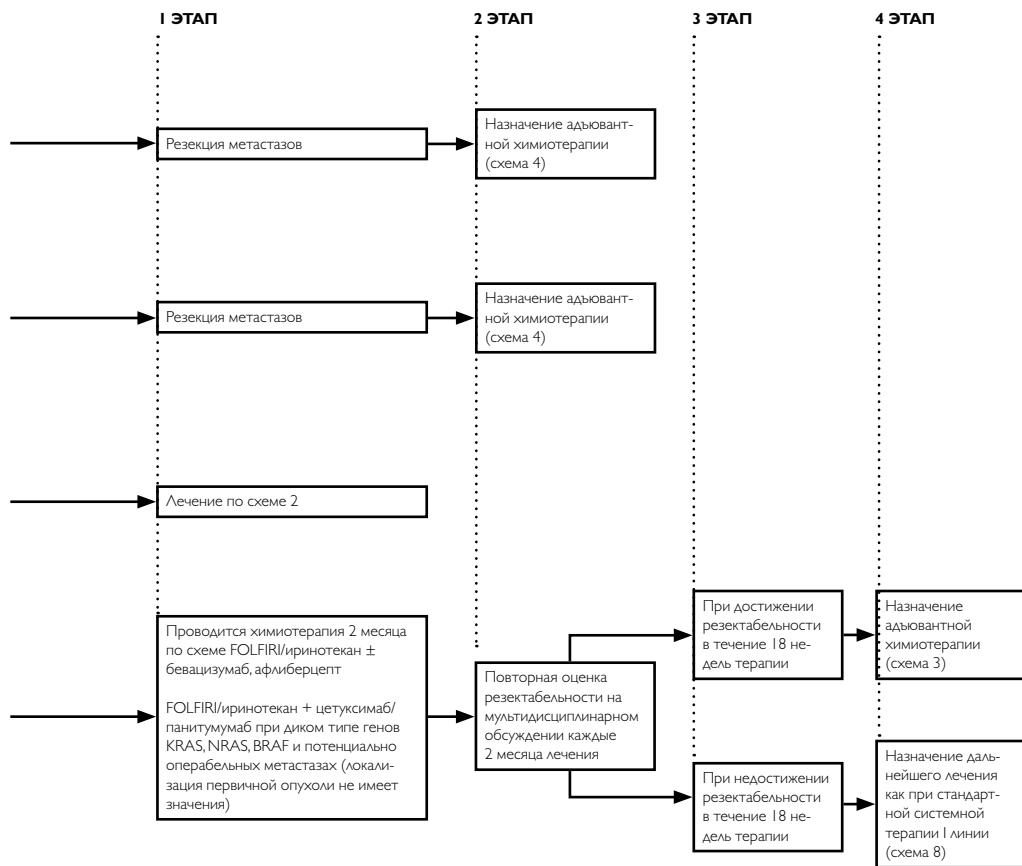 1 ЭТАП
2 ЭТАП
3 ЭТАП
4 ЭТАП
Резекция метастазов
Назначение адъювант-
ной химиотерапии
(схема 4)
Резекция метастазов
Назначение адъювант-
ной химиотерапии
(схема 4)
Лечение по схеме 2
Проводится химиотерапия 2 месяца
по схеме FOLFIRI/иринотекан ±
бевацизумаб, афлиберцепт
FOLFIRI/иринотекан + цетуксимаб/
панитумумаб при диком типе генов
KRAS, NRAS, BRAF и потенциально
операбельных метастазах (локали-
зация первичной опухоли не имеет
значения)
Повторная оценка
резектабельности на
мультидисциплинарном
обсуждении каждые
2 месяца лечения
При достижении
резектабельности
в течение 18 не-
дель терапии
Назначение
адъювантной
химиотерапии
(схема 3)
При недостижении
резектабельности
в течение 18 не-
дель терапии
Назначение даль-
нейшего лечения
как при стандарт-
ной системной
терапии I линии
(схема 8)